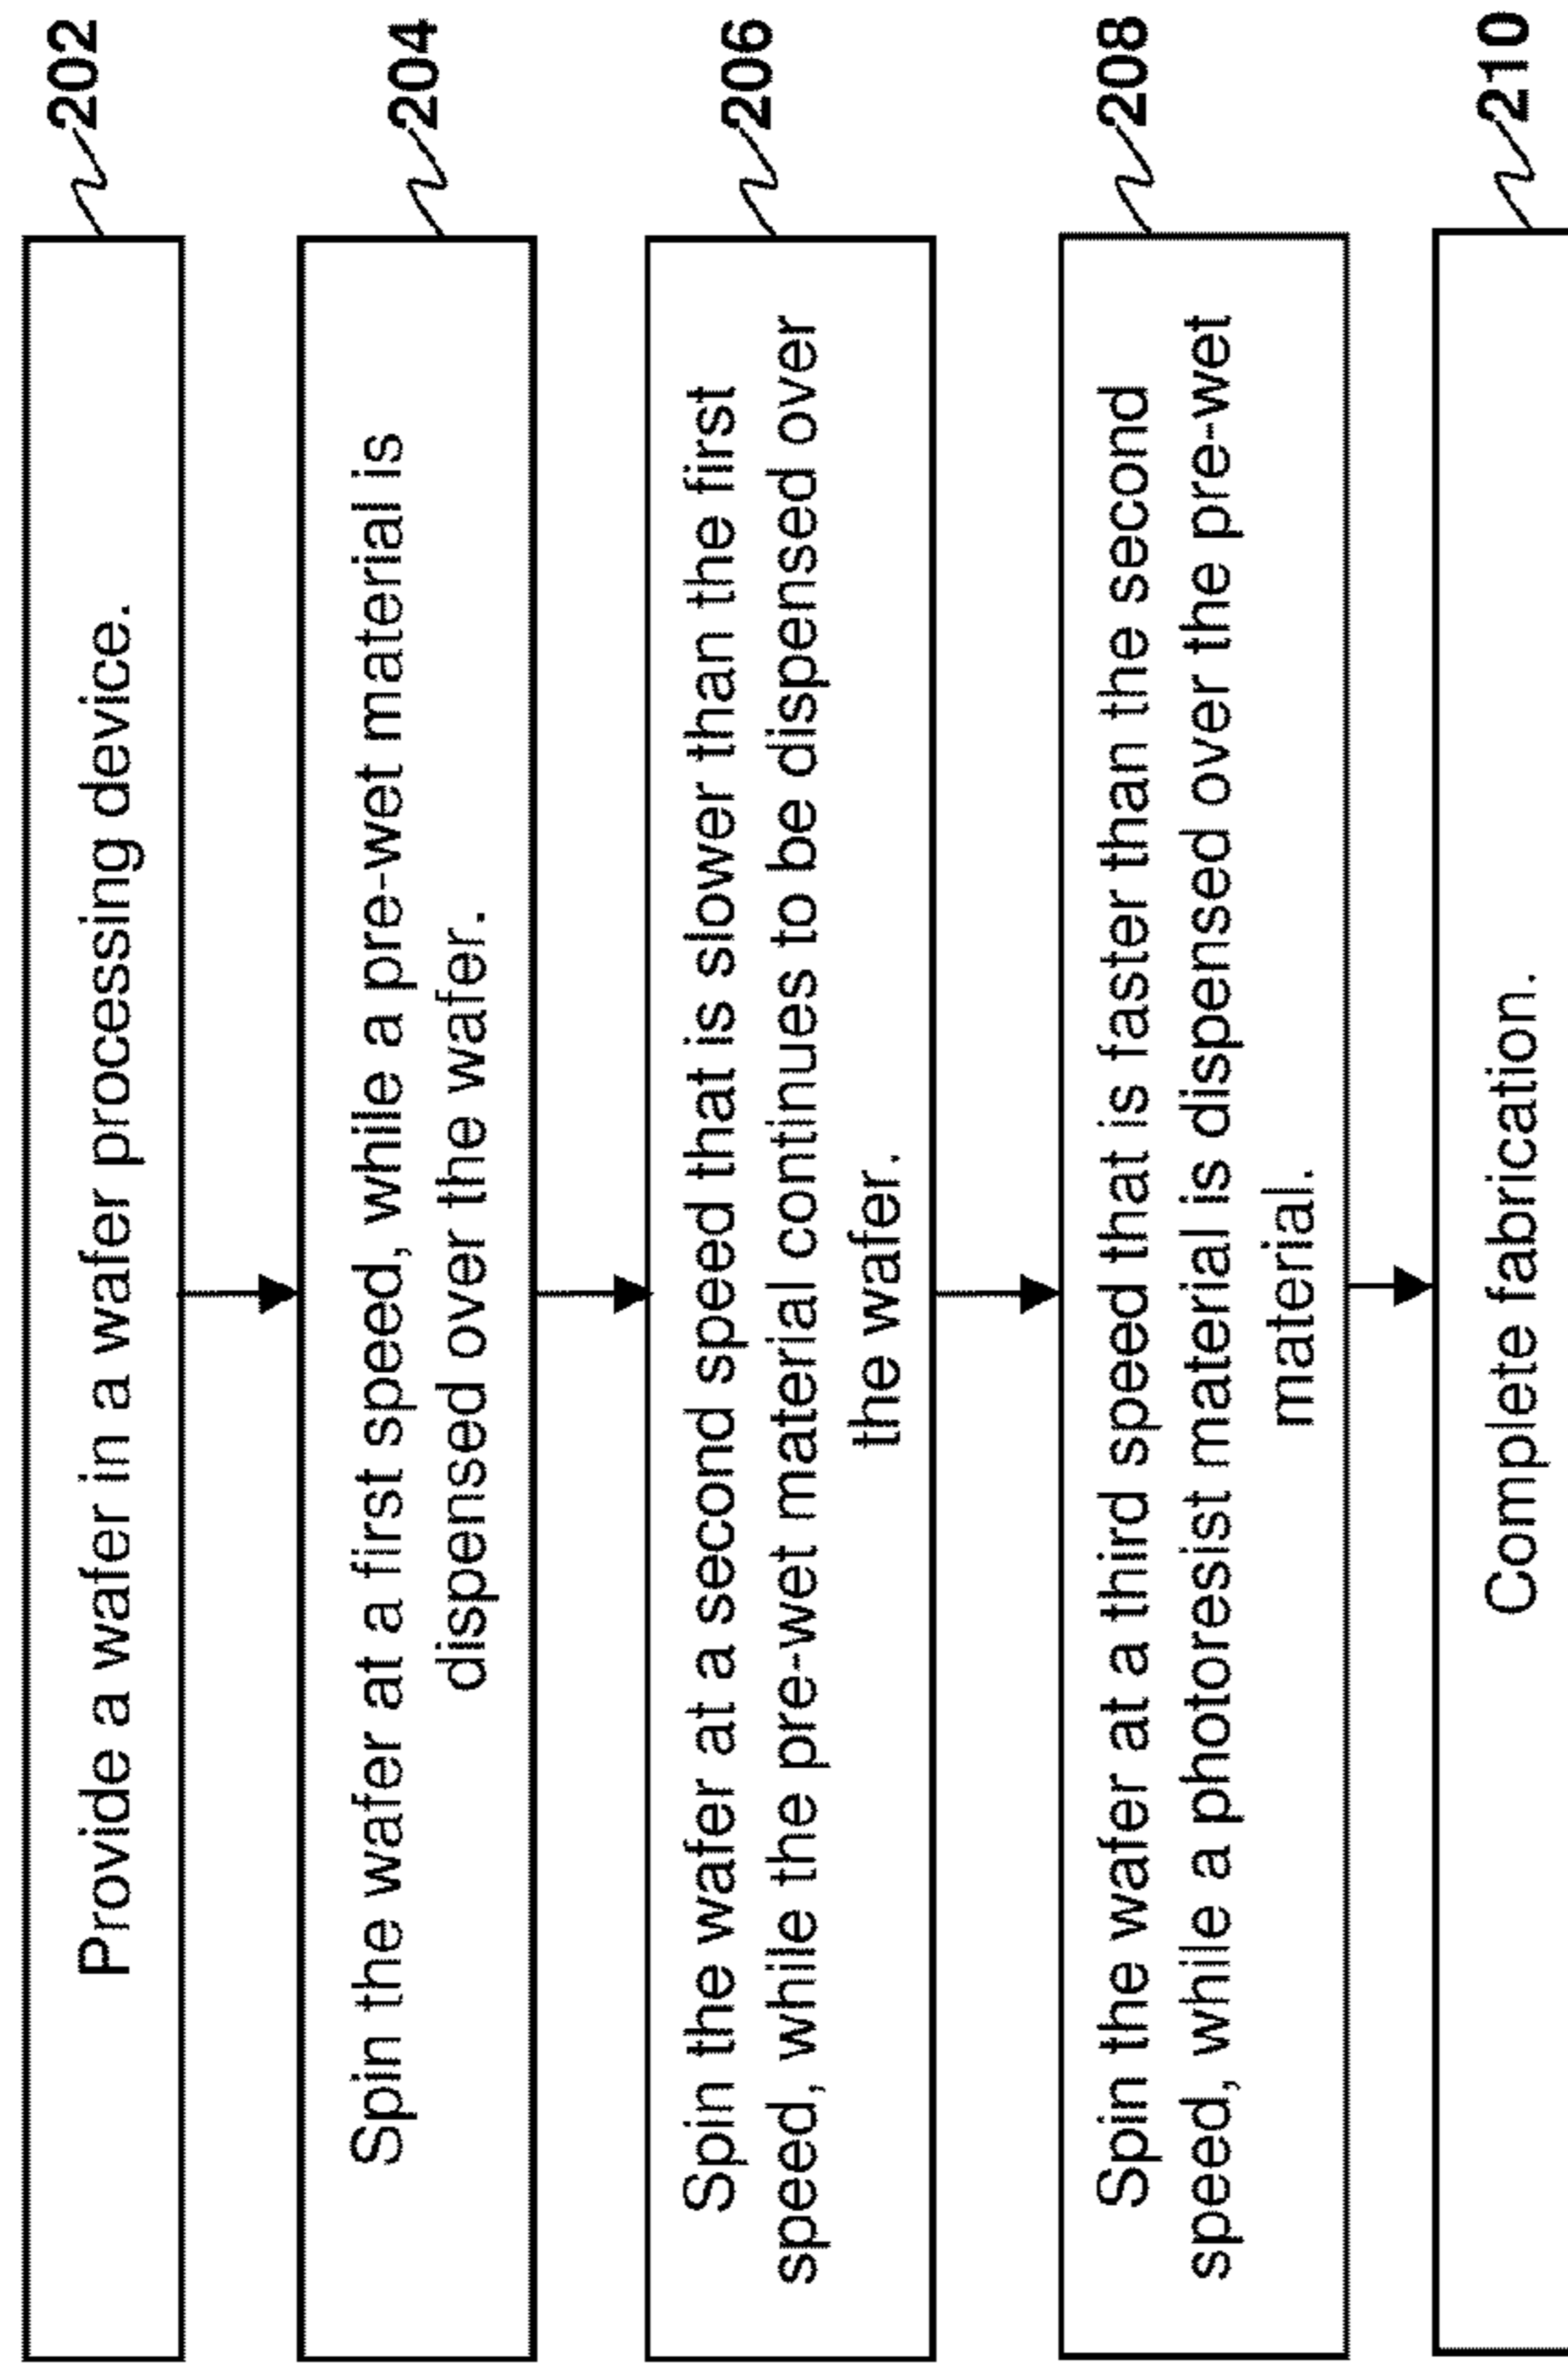 Provide a wafer in a wafer processing device.
202
Spin the wafer at a first speed, while a pre-wet material is
dispensed over the wafer.
204
Spin the wafer at a second speed that is slower than the first
speed, while the pre-wet material continues to be dispensed over
the wafer.
206
Spin the wafer at a third speed that is faster than the second
speed, while a photoresist material is dispensed over the pre-wet
material.
208
Complete fabrication.
210